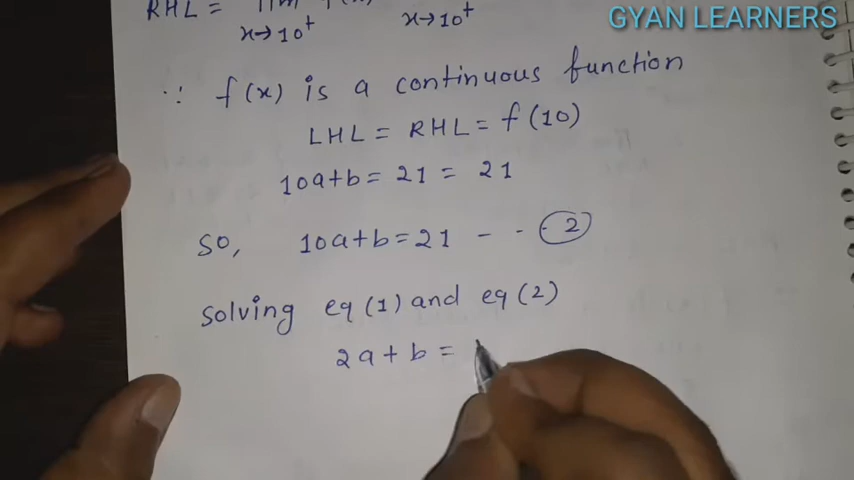 GYAN LEARNERS
RHL =
x→10⁺ x→10⁺
∵ f(x) is a continuous function
LHL = RHL = f(10)
10a+b = 21 = 21
So, 10a+b = 21 - - - 2
Solving eq (1) and eq (2)
2a + b =